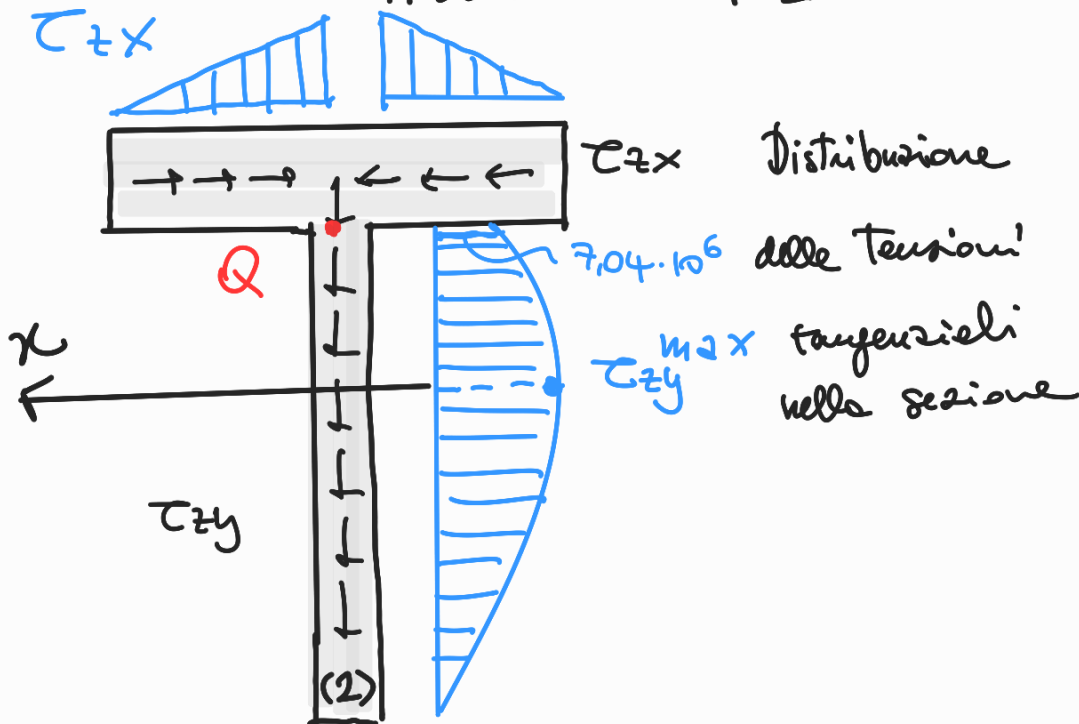 τzx
τzx Distribuzione
Q 7,04·10⁶ delle Tensioni
x τzy max tangenziali
nella sezione
τzy
(2)